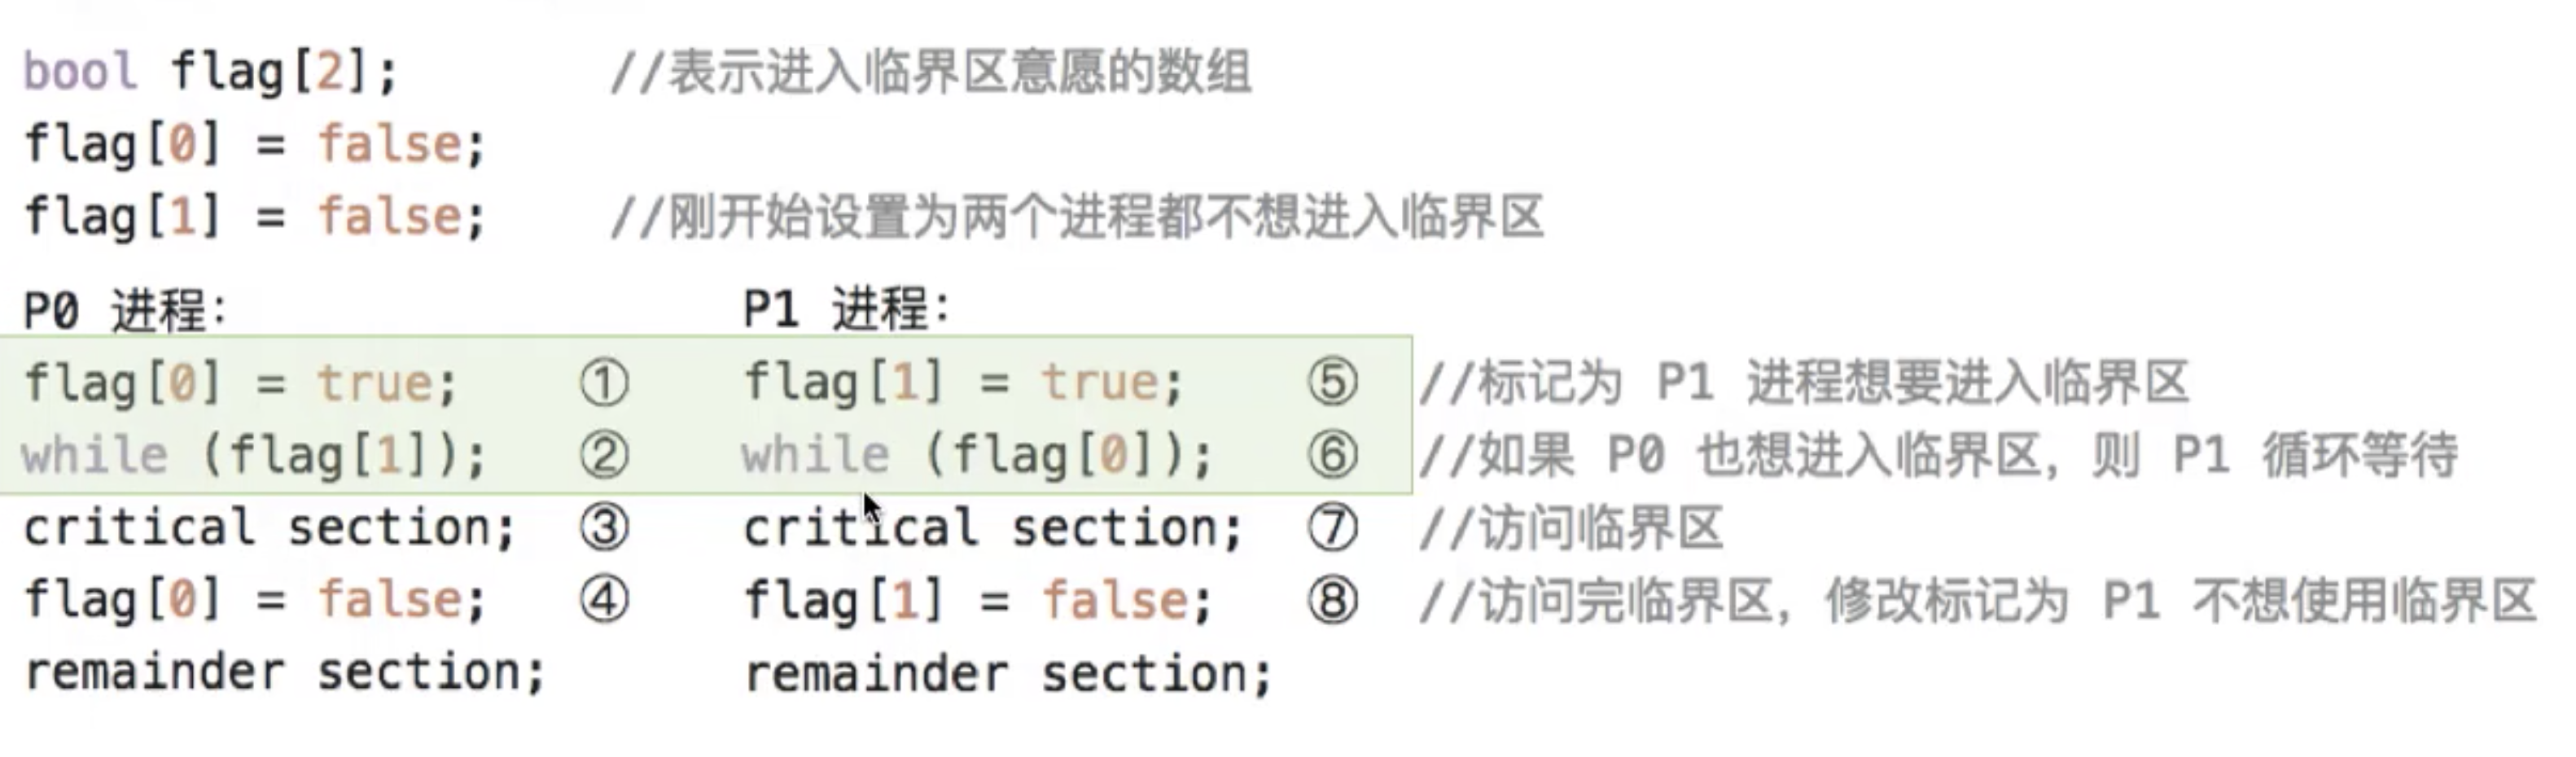 bool flag[2]; //表示进入临界区意愿的数组
flag[0] = false;
flag[1] = false; //刚开始设置为两个进程都不想进入临界区
P0 进程: P1 进程:
flag[0] = true; ① flag[1] = true; ⑤ //标记为 P1 进程想要进入临界区
while (flag[1]); ② while (flag[0]); ⑥ //如果 P0 也想进入临界区，则 P1 循环等待
critical section; ③ critical section; ⑦ //访问临界区
flag[0] = false; ④ flag[1] = false; ⑧ //访问完临界区，修改标记为 P1 不想使用临界区
remainder section; remainder section;